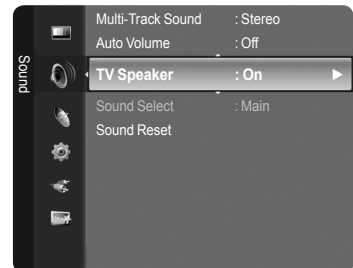 Sound
Multi-Track Sound : Stereo
Auto Volume : Off
TV Speaker : On
Sound Select : Main
Sound Reset